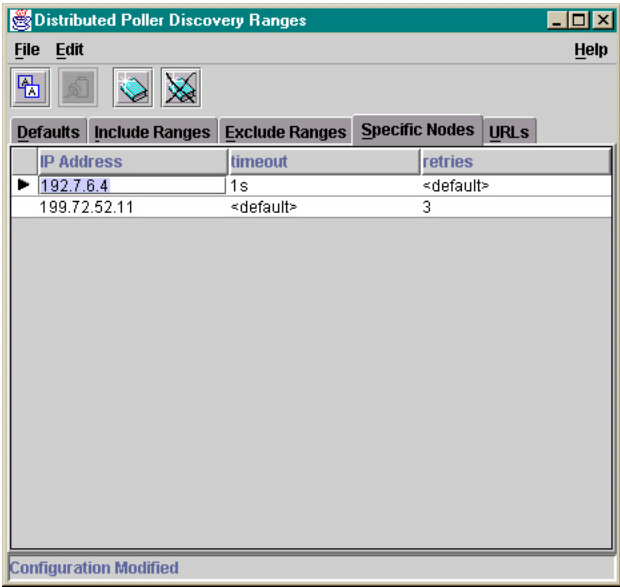 Distributed Poller Discovery Ranges
File Edit Help
Defaults Include Ranges Exclude Ranges Specific Nodes URLs
IP Address timeout retries
192.7.6.4 1s <default>
199.72.52.11 <default> 3
Configuration Modified